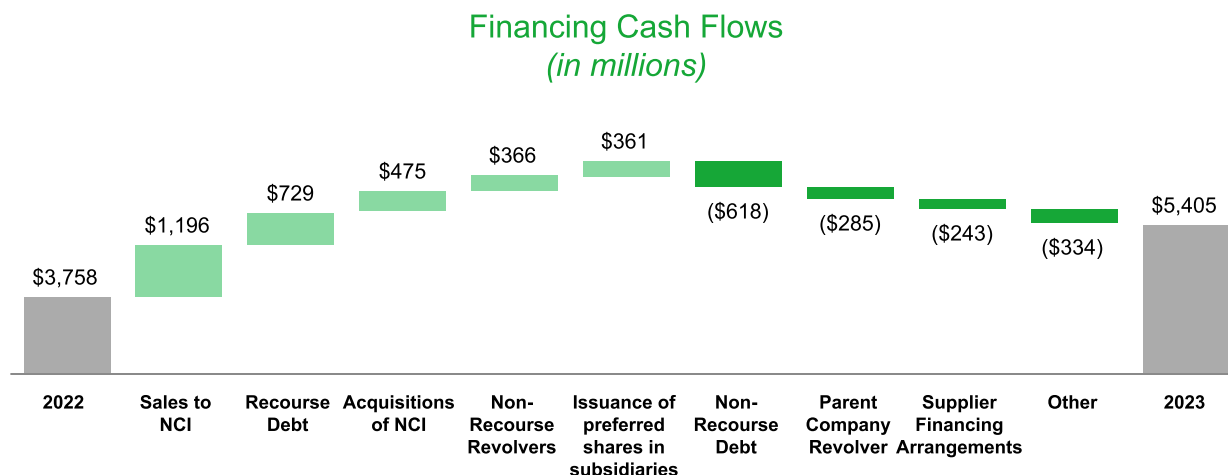 Financing Cash Flows
(in millions)
$3,758
$1,196
$729
$475
$366
$361
($618)
($285)
($243)
($334)
$5,405
2022
Sales to
NCI
Recourse
Debt
Acquisitions
of NCI
Non-
Recourse
Revolvers
Issuance of
preferred
shares in
subsidiaries
Non-
Recourse
Debt
Parent
Company
Revolver
Supplier
Financing
Arrangements
Other
2023